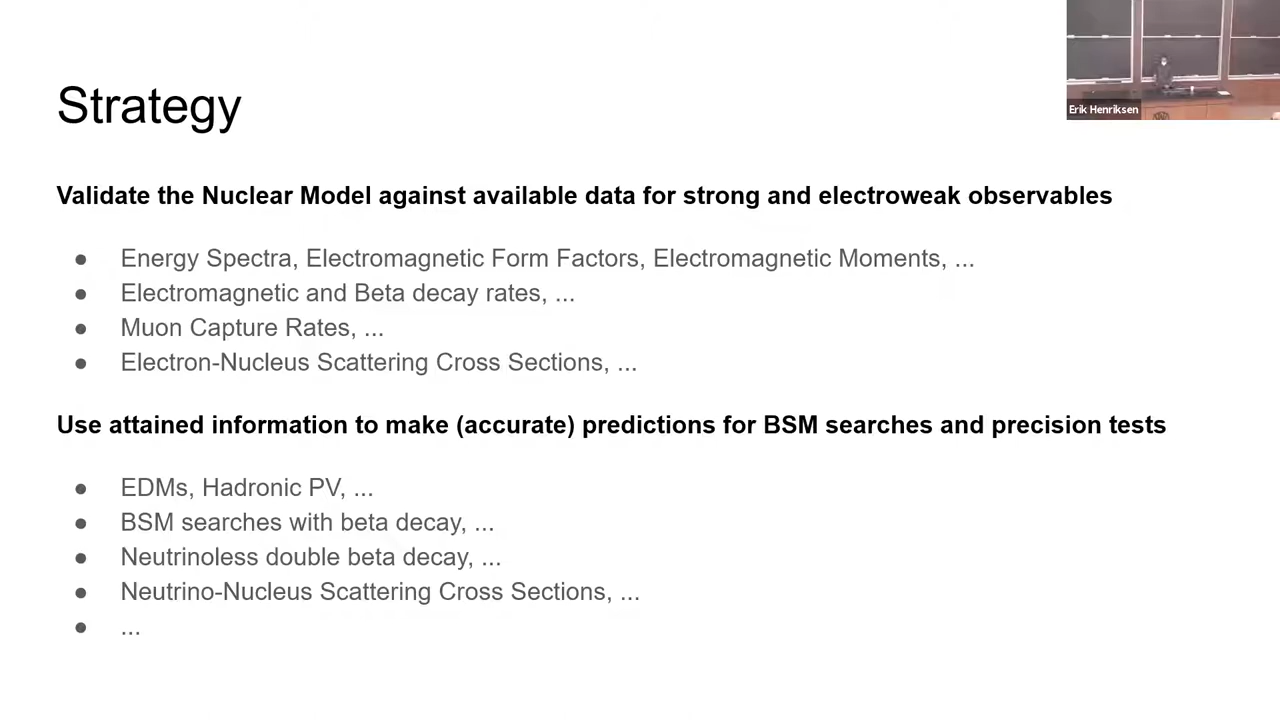 Strategy
Erik Henriksen
Validate the Nuclear Model against available data for strong and electroweak observables
● Energy Spectra, Electromagnetic Form Factors, Electromagnetic Moments, ...
● Electromagnetic and Beta decay rates, ...
● Muon Capture Rates, ...
● Electron-Nucleus Scattering Cross Sections, ...
Use attained information to make (accurate) predictions for BSM searches and precision tests
● EDMs, Hadronic PV, ...
● BSM searches with beta decay, ...
● Neutrinoless double beta decay, ...
● Neutrino-Nucleus Scattering Cross Sections, ...
● ...